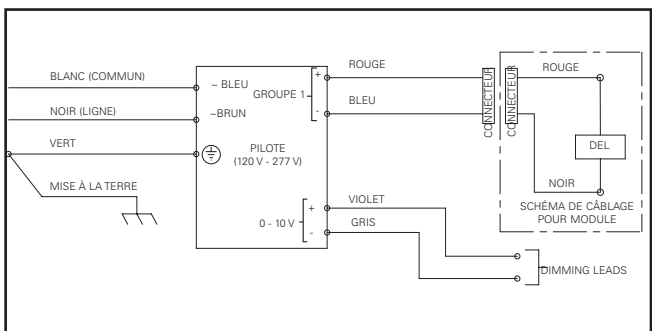 BLANC (COMMUN)
NOIR (LIGNE)
VERT
MISE À LA TERRE
~ BLEU
~BRUN
GROUPE 1
+
-
PILOTE
(120 V - 277 V)
0 - 10 V
+
-
ROUGE
BLEU
VIOLET
GRIS
CONNECTEUR
CONNECTEUR
ROUGE
DEL
NOIR
SCHÉMA DE CÂBLAGE
POUR MODULE
DIMMING LEADS